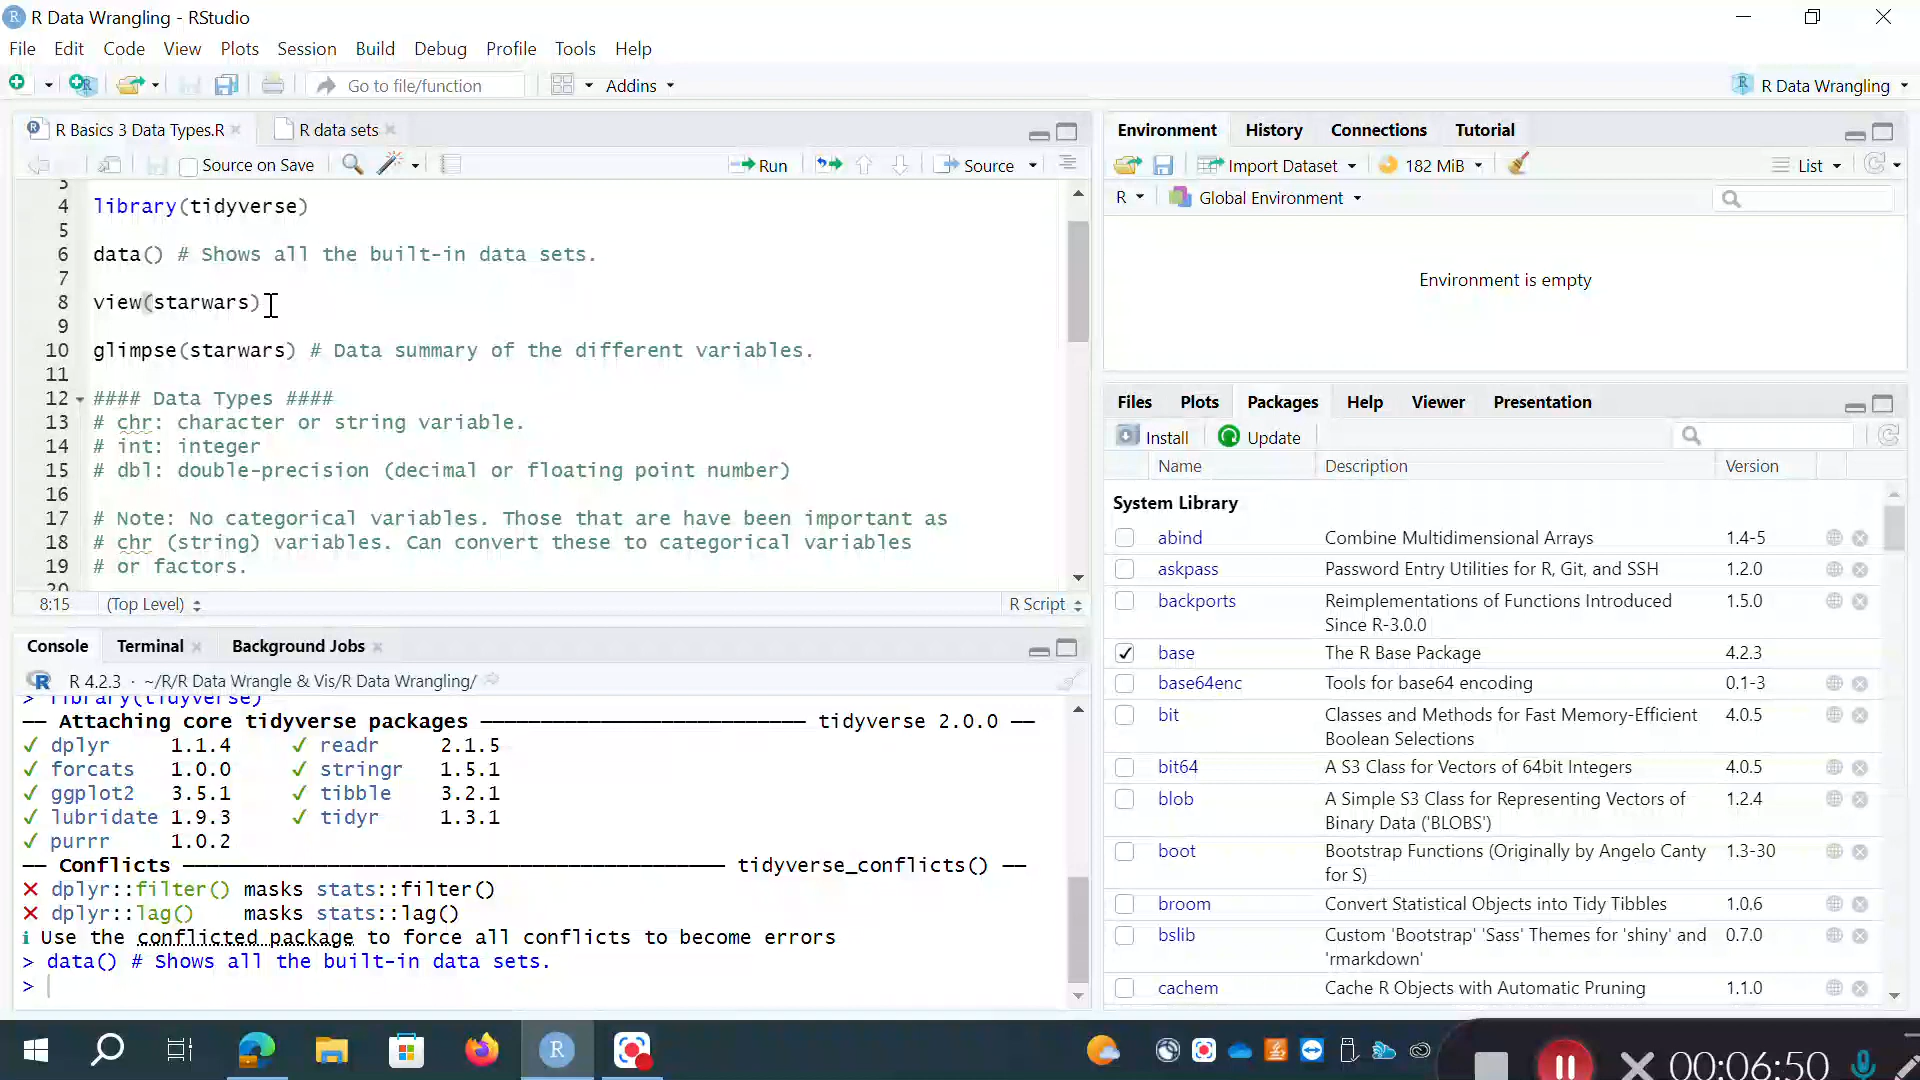 R Data Wrangling - RStudio
File Edit Code View Plots Session Build Debug Profile Tools Help
Go to file/function Addins R Data Wrangling
R Basics 3 Data Types.R R data sets
Source on Save Run Source
3
4 library(tidyverse)
5
6 data() # Shows all the built-in data sets.
7
8 view(starwars)
9
10 glimpse(starwars) # Data summary of the different variables.
11
12 #### Data Types ####
13 # chr: character or string variable.
14 # int: integer
15 # dbl: double-precision (decimal or floating point number)
16
17 # Note: No categorical variables. Those that are have been important as
18 # chr (string) variables. Can convert these to categorical variables
19 # or factors.
20
8:15 (Top Level) R Script
Console Terminal Background Jobs
R 4.2.3 · ~/R/R Data Wrangle & Vis/R Data Wrangling/
> library(tidyverse)
── Attaching core tidyverse packages ─────────────── tidyverse 2.0.0 ──
✓ dplyr 1.1.4 ✓ readr 2.1.5
✓ forcats 1.0.0 ✓ stringr 1.5.1
✓ ggplot2 3.5.1 ✓ tibble 3.2.1
✓ lubridate 1.9.3 ✓ tidyr 1.3.1
✓ purrr 1.0.2
── Conflicts ─────────────── tidyverse_conflicts() ──
✕ dplyr::filter() masks stats::filter()
✕ dplyr::lag() masks stats::lag()
ℹ Use the conflicted package to force all conflicts to become errors
> data() # Shows all the built-in data sets.
>
Environment History Connections Tutorial
Import Dataset 182 MiB List
R Global Environment
Environment is empty
Files Plots Packages Help Viewer Presentation
Install Update
Name Description Version
System Library
abind Combine Multidimensional Arrays 1.4-5
askpass Password Entry Utilities for R, Git, and SSH 1.2.0
backports Reimplementations of Functions Introduced 1.5.0
Since R-3.0.0
base The R Base Package 4.2.3
base64enc Tools for base64 encoding 0.1-3
bit Classes and Methods for Fast Memory-Efficient 4.0.5
Boolean Selections
bit64 A S3 Class for Vectors of 64bit Integers 4.0.5
blob A Simple S3 Class for Representing Vectors of 1.2.4
Binary Data ('BLOBS')
boot Bootstrap Functions (Originally by Angelo Canty 1.3-30
for S)
broom Convert Statistical Objects into Tidy Tibbles 1.0.6
bslib Custom 'Bootstrap' 'Sass' Themes for 'shiny' and 0.7.0
'rmarkdown'
cachem Cache R Objects with Automatic Pruning 1.1.0
00:06:50